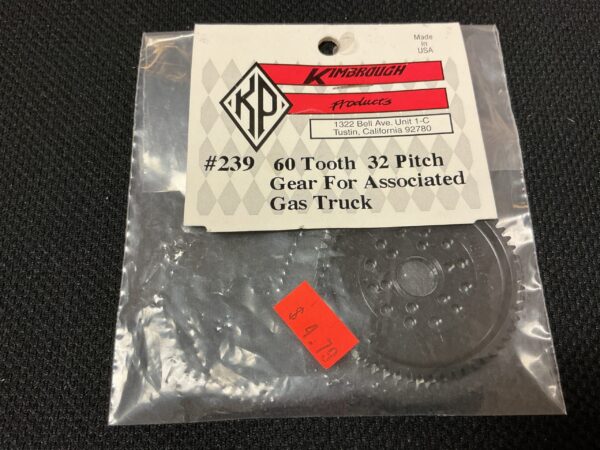 Made
in
USA
KP
Kimbrough
Products
1322 Bell Ave. Unit 1-C
Tustin, California 92780
#239 60 Tooth 32 Pitch
Gear For Associated
Gas Truck
$ 4.79